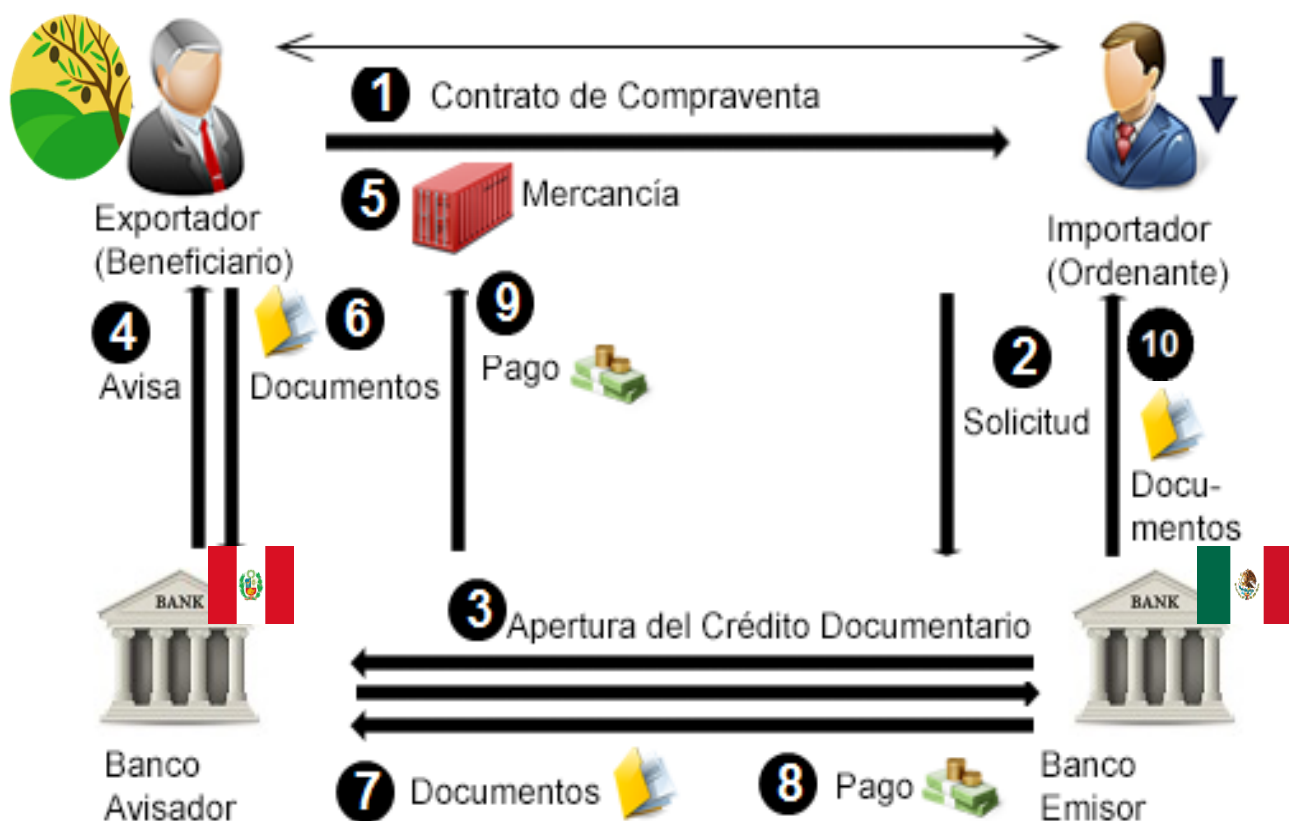 1 Contrato de Compraventa
5 Mercancía
Exportador
(Beneficiario)
Importador
(Ordenante)
4
Avisa
6
Documentos
9
Pago
2
Solicitud
10
Docu-
mentos
BANK
BANK
3 Apertura del Crédito Documentario
Banco
Avisador
7 Documentos
8 Pago
Banco
Emisor